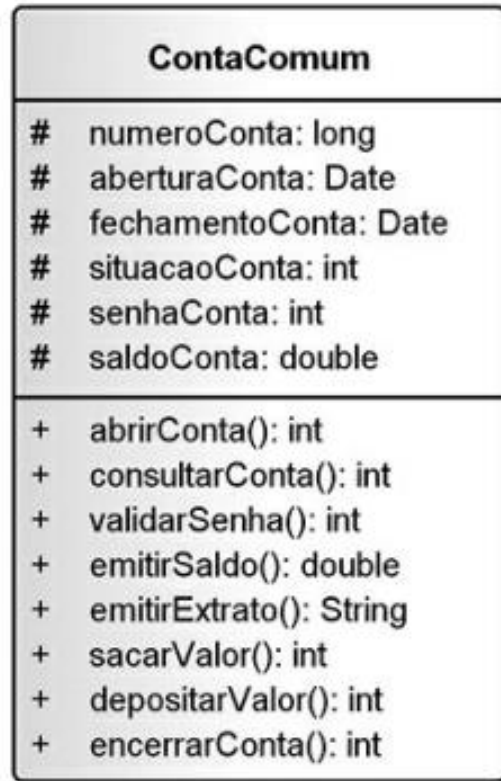 ContaComum
# numeroConta: long
# aberturaConta: Date
# fechamentoConta: Date
# situacaoConta: int
# senhaConta: int
# saldoConta: double
+ abrirConta(): int
+ consultarConta(): int
+ validarSenha(): int
+ emitirSaldo(): double
+ emitirExtrato(): String
+ sacarValor(): int
+ depositarValor(): int
+ encerrarConta(): int